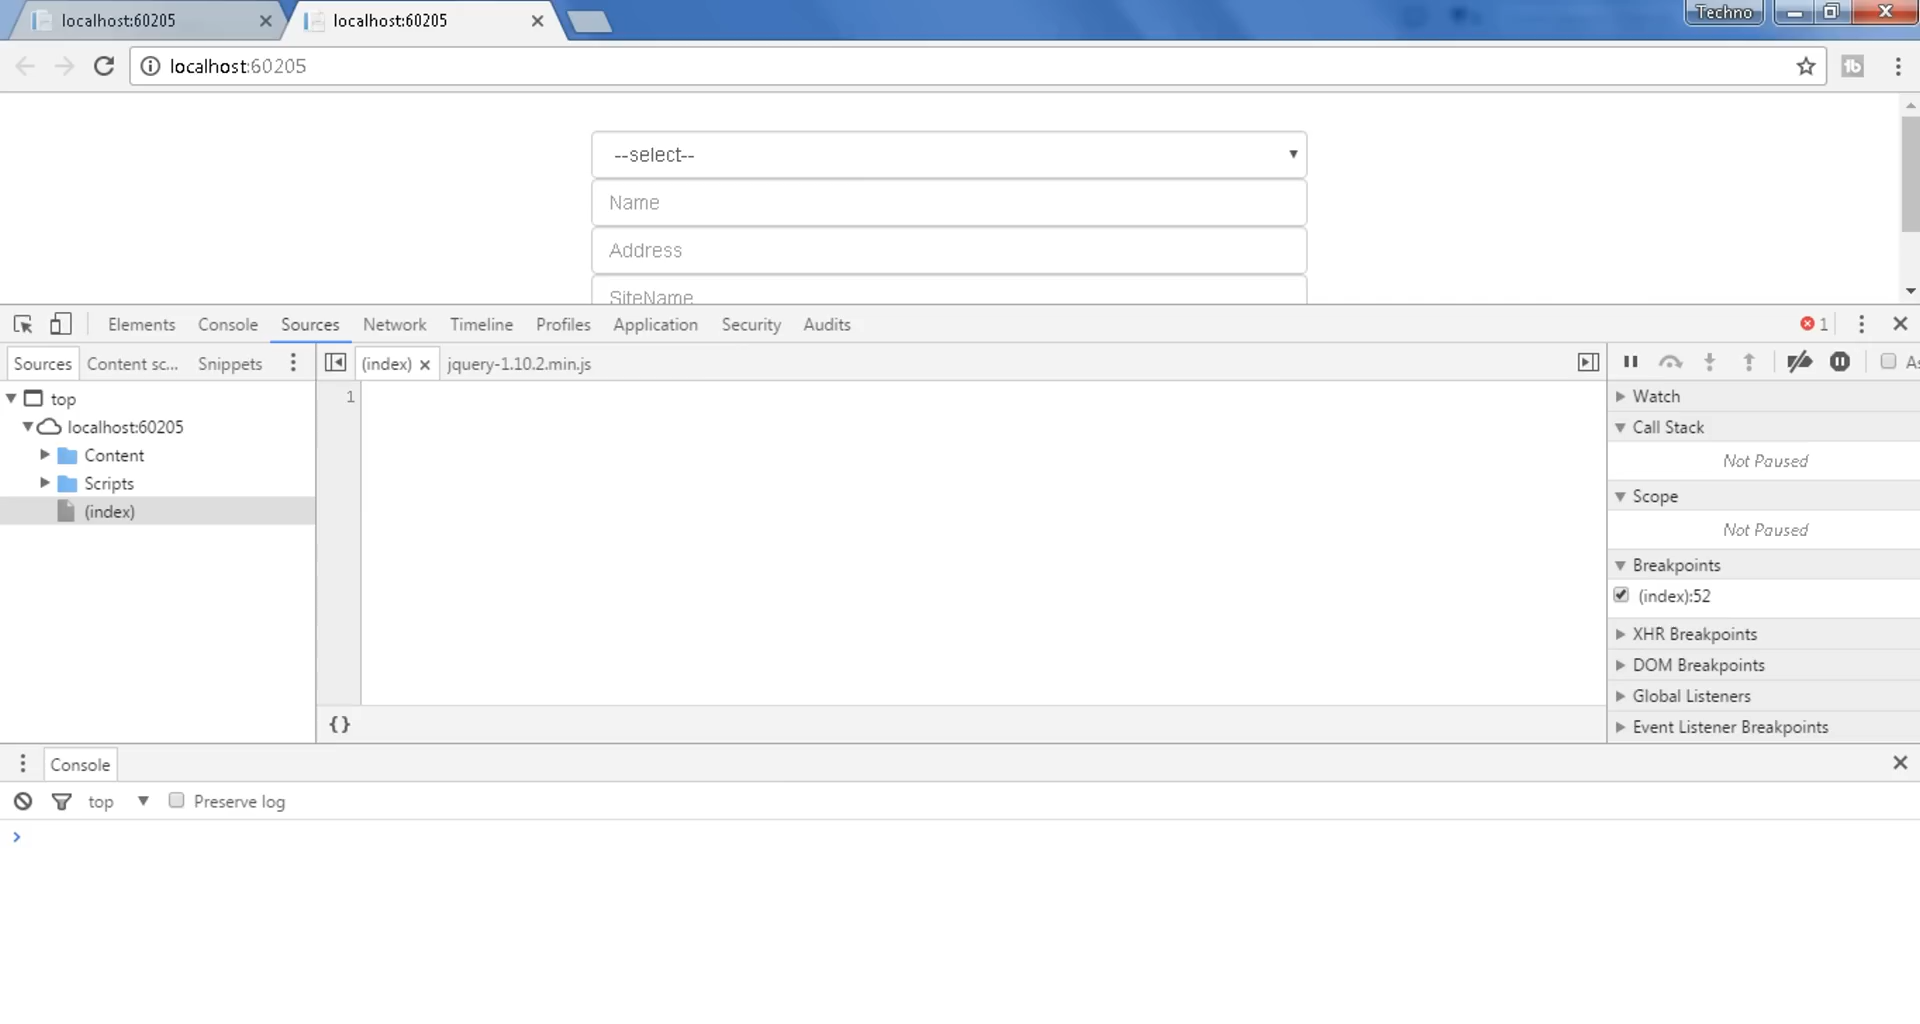 localhost:60205 localhost:60205 Techno
localhost:60205
--select--
Name
Address
SiteName
Elements Console Sources Network Timeline Profiles Application Security Audits 1
Sources Content sc... Snippets (index) jquery-1.10.2.min.js As
top
localhost:60205
Content
Scripts
(index)
1
{}
Watch
Call Stack
Not Paused
Scope
Not Paused
Breakpoints
(index):52
XHR Breakpoints
DOM Breakpoints
Global Listeners
Event Listener Breakpoints
Console
top Preserve log
>